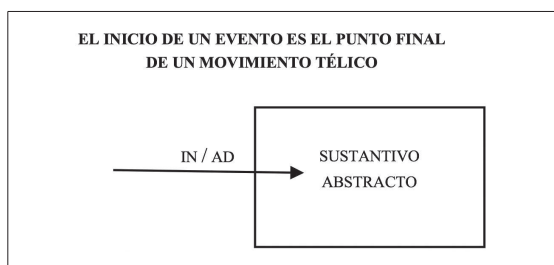 EL INICIO DE UN EVENTO ES EL PUNTO FINAL
DE UN MOVIMIENTO TÉLICO
IN / AD
SUSTANTIVO
ABSTRACTO